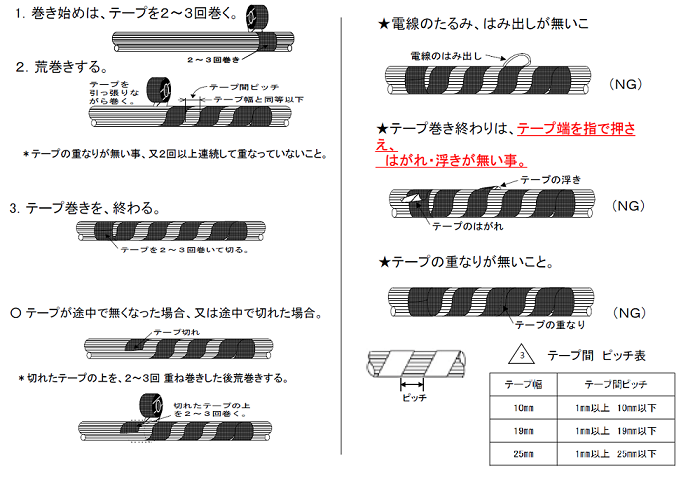 1. 巻き始めは、テープを２～３回巻く。
２～３回巻き
２．荒巻きする。
テープを
引っ張りな
がら巻く。
テープ間ピッチ
テープ幅と同等以下
＊テープの重なりが無い事、又2回以上連続して重なっていないこと。
3. テープ巻きを、終わる。
テープを２～３回巻いて切る。
○ テープが途中で無くなった場合、又は途中で切れた場合。
テープ切れ
＊切れたテープの上を、2～3回 重ね巻きした後荒巻きする。
切れたテープの上
を２～３回巻く。
★電線のたるみ、はみ出しが無いこ
電線のはみ出し
（NG）
★テープ巻き終わりは、テープ端を指で押さ
え、
はがれ・浮きが無い事。
テープの浮き
（NG）
テープのはがれ
★テープの重なりが無いこと。
（NG）
テープの重なり
3 テープ間 ピッチ表
ピッチ
テープ幅 テープ間ピッチ
10mm 1mm以上 10mm以下
19mm 1mm以上 19mm以下
25mm 1mm以上 25mm以下